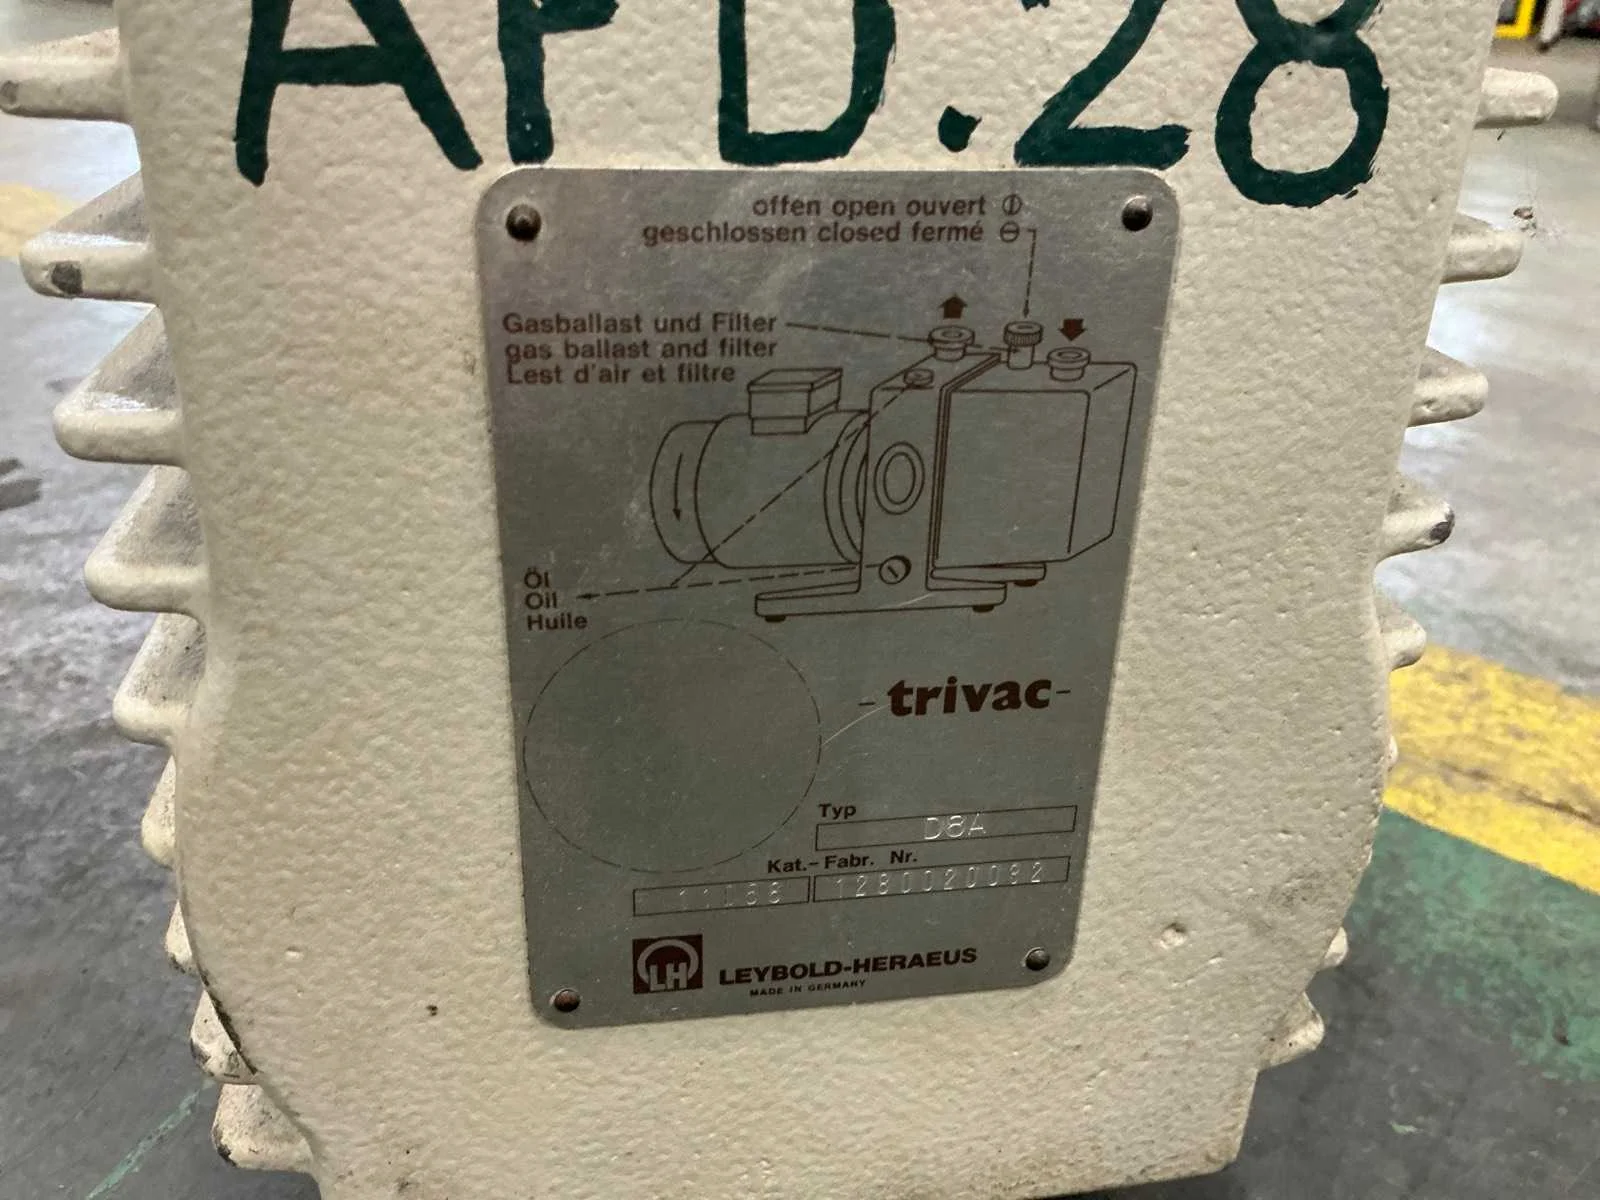 APD.28
offen open ouvert
geschlossen closed fermé
Gasballast und Filter
gas ballast and filter
Lest d'air et filtre
Öl
Oil
Huile
-trivac-
Typ
D8A
Kat.-Fabr. Nr.
1280020092
LH LEYBOLD-HERAEUS
MADE IN GERMANY